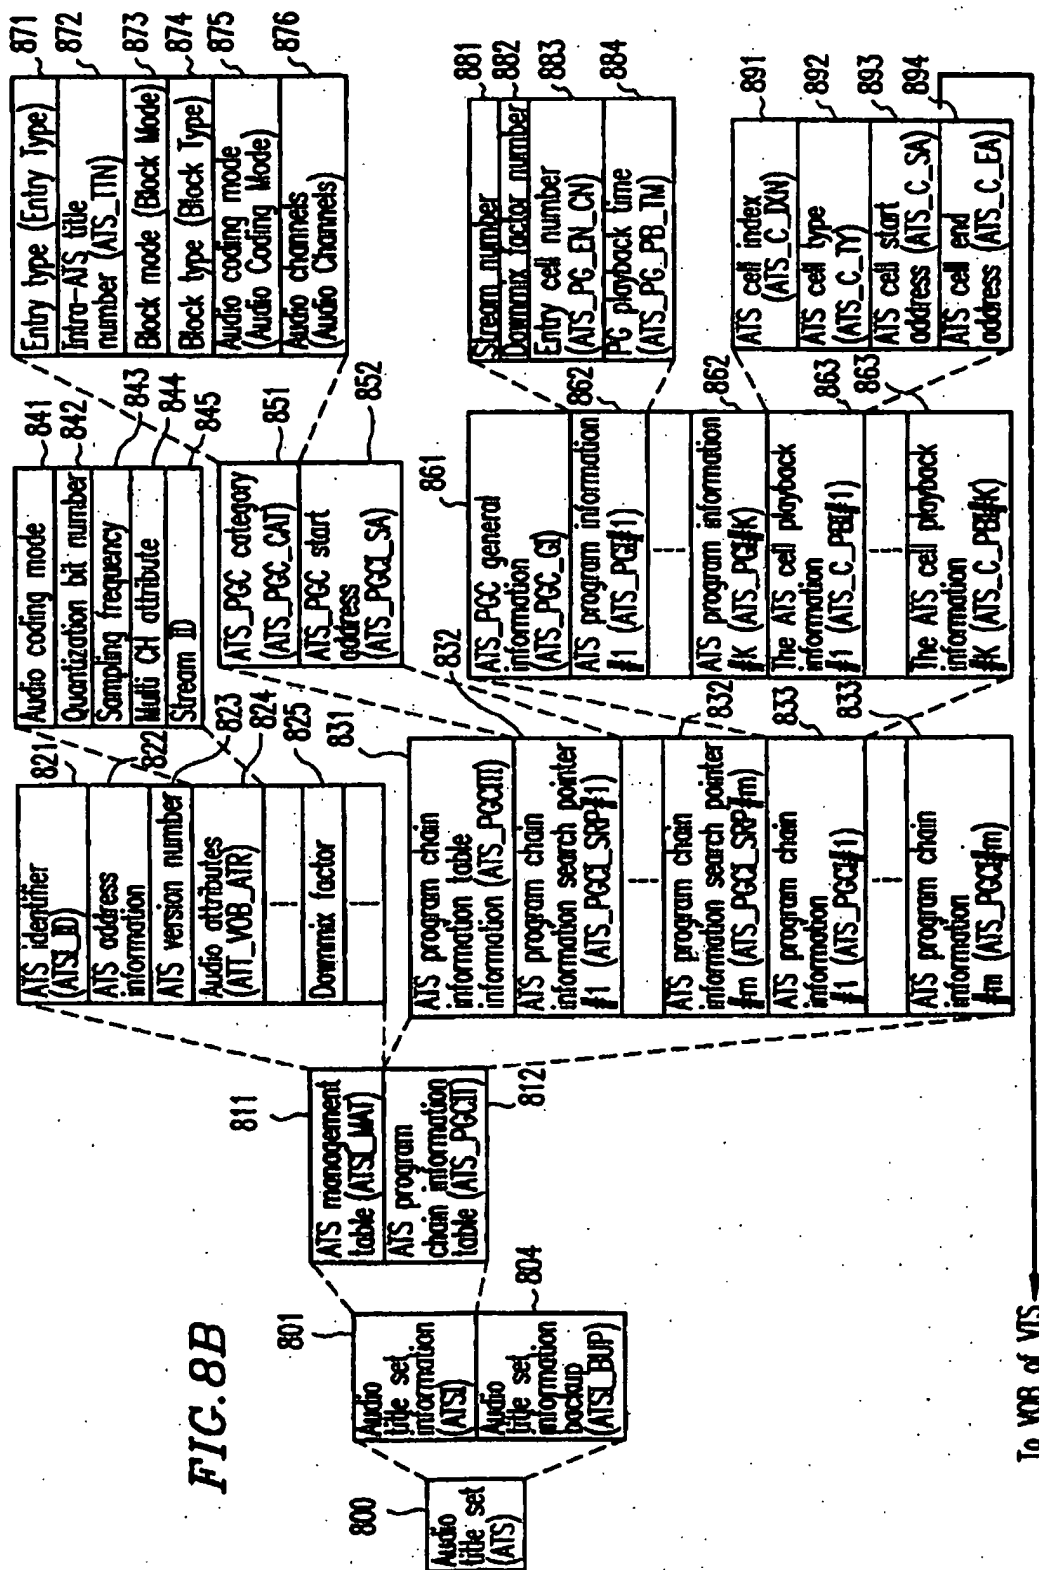 FIG.8B
800
Audio
title set
(ATS)
801
Audio
title set
information
(ATSI)
804
Audio
title set
information
backup
(ATSI_BUP)
811
ATS management
table (ATSI_MAT)
ATS program
chain information
table (ATS_PGCIT)
8121
821
ATS identifier
(ATSI_ID)
822
ATS address
information
823
ATS version number
824
Audio attributes
(ATT_VOB_ATR)
825
Downmix factor
831
ATS program chain
information table
information (ATS_PGCITI)
832
ATS program chain
information search pointer
#1 (ATS_PGCI_SRP#1)
832
ATS program chain
information search pointer
#m (ATS_PGCI_SRP#m)
833
ATS program chain
information
#1 (ATS_PGCI#1)
833
ATS program chain
information
#m (ATS_PGCI#m)
841
Audio coding mode
842
Quantization bit number
843
Sampling frequency
844
Multi CH attribute
845
Stream ID
851
ATS_PGC category
(ATS_PGC_CAT)
852
ATS_PGC start
address
(ATS_PGCI_SA)
861
ATS_PGC general
information
(ATS_PGC_GI)
862
ATS program information
#1 (ATS_PGI#1)
862
ATS program information
#K (ATS_PGI#K)
863
The ATS cell playback
information
#1 (ATS_C_PBI#1)
863
The ATS cell playback
information
#K (ATS_C_PBI#K)
871
Entry type (Entry Type)
872
Intra-ATS title
number (ATS_TTN)
873
Block mode (Block Mode)
874
Block type (Block Type)
875
Audio coding mode
(Audio Coding Mode)
876
Audio channels
(Audio Channels)
881
Stream number
882
Downmix factor number
883
Entry cell number
(ATS_PG_EN_CN)
884
PG playback time
(ATS_PG_PB_TM)
891
ATS cell index
(ATS_C_IXN)
892
ATS cell type
(ATS_C_TY)
893
ATS cell start
address (ATS_C_SA)
894
ATS cell end
address (ATS_C_EA)
To VOB of VTS